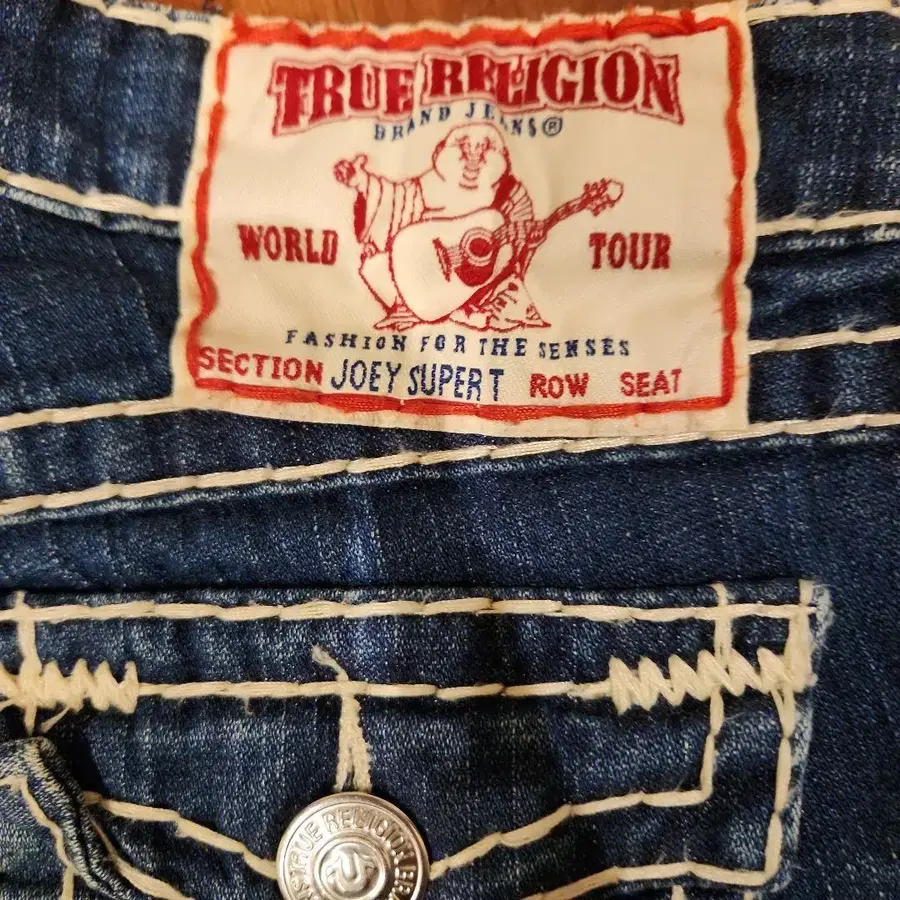 TRUE RELIGION
BRAND JEANS®
WORLD TOUR
FASHION FOR THE SENSES
SECTION JOEY SUPER T ROW SEAT
TRUE RELIGION